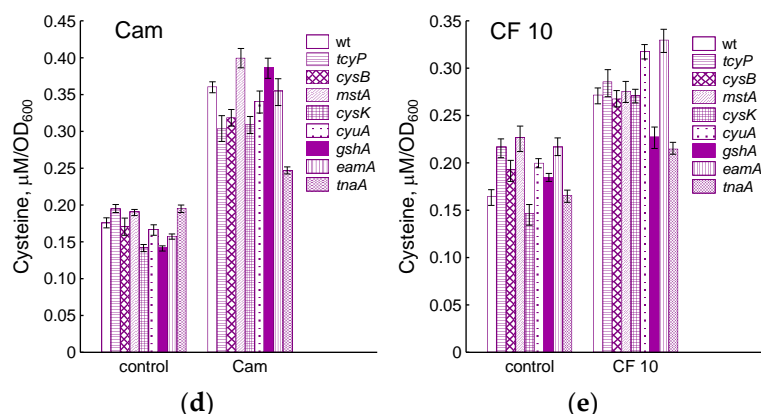 Cam
Cysteine, µM/OD600
0.45
0.40
0.35
0.30
0.25
0.20
0.15
0.10
0.05
0
wt
tcyP
cysB
mstA
cysK
cyuA
gshA
eamA
tnaA
control
Cam
(d)
CF 10
Cysteine, µM/OD600
0.35
0.30
0.25
0.20
0.15
0.10
0.05
0
wt
tcyP
cysB
mstA
cysK
cyuA
gshA
eamA
tnaA
control
CF 10
(e)